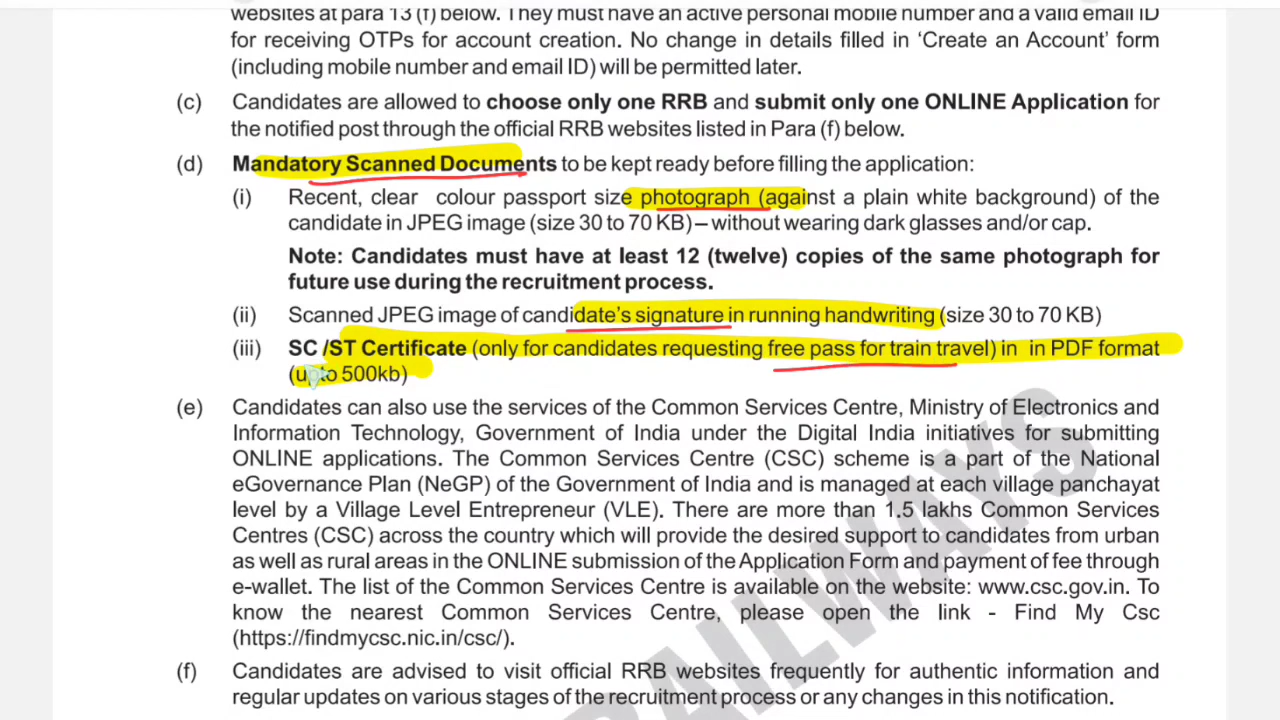 websites at para 13 (f) below. They must have an active personal mobile number and a valid email ID
for receiving OTPs for account creation. No change in details filled in ‘Create an Account’ form
(including mobile number and email ID) will be permitted later.
(c) Candidates are allowed to choose only one RRB and submit only one ONLINE Application for
the notified post through the official RRB websites listed in Para (f) below.
(d) Mandatory Scanned Documents to be kept ready before filling the application:
(i) Recent, clear colour passport size photograph (against a plain white background) of the
candidate in JPEG image (size 30 to 70 KB) – without wearing dark glasses and/or cap.
Note: Candidates must have at least 12 (twelve) copies of the same photograph for
future use during the recruitment process.
(ii) Scanned JPEG image of candidate’s signature in running handwriting (size 30 to 70 KB)
(iii) SC /ST Certificate (only for candidates requesting free pass for train travel) in in PDF format
(upto 500kb)
(e) Candidates can also use the services of the Common Services Centre, Ministry of Electronics and
Information Technology, Government of India under the Digital India initiatives for submitting
ONLINE applications. The Common Services Centre (CSC) scheme is a part of the National
eGovernance Plan (NeGP) of the Government of India and is managed at each village panchayat
level by a Village Level Entrepreneur (VLE). There are more than 1.5 lakhs Common Services
Centres (CSC) across the country which will provide the desired support to candidates from urban
as well as rural areas in the ONLINE submission of the Application Form and payment of fee through
e-wallet. The list of the Common Services Centre is available on the website: www.csc.gov.in. To
know the nearest Common Services Centre, please open the link - Find My Csc
(https://findmycsc.nic.in/csc/).
(f) Candidates are advised to visit official RRB websites frequently for authentic information and
regular updates on various stages of the recruitment process or any changes in this notification.
RAILWAYS